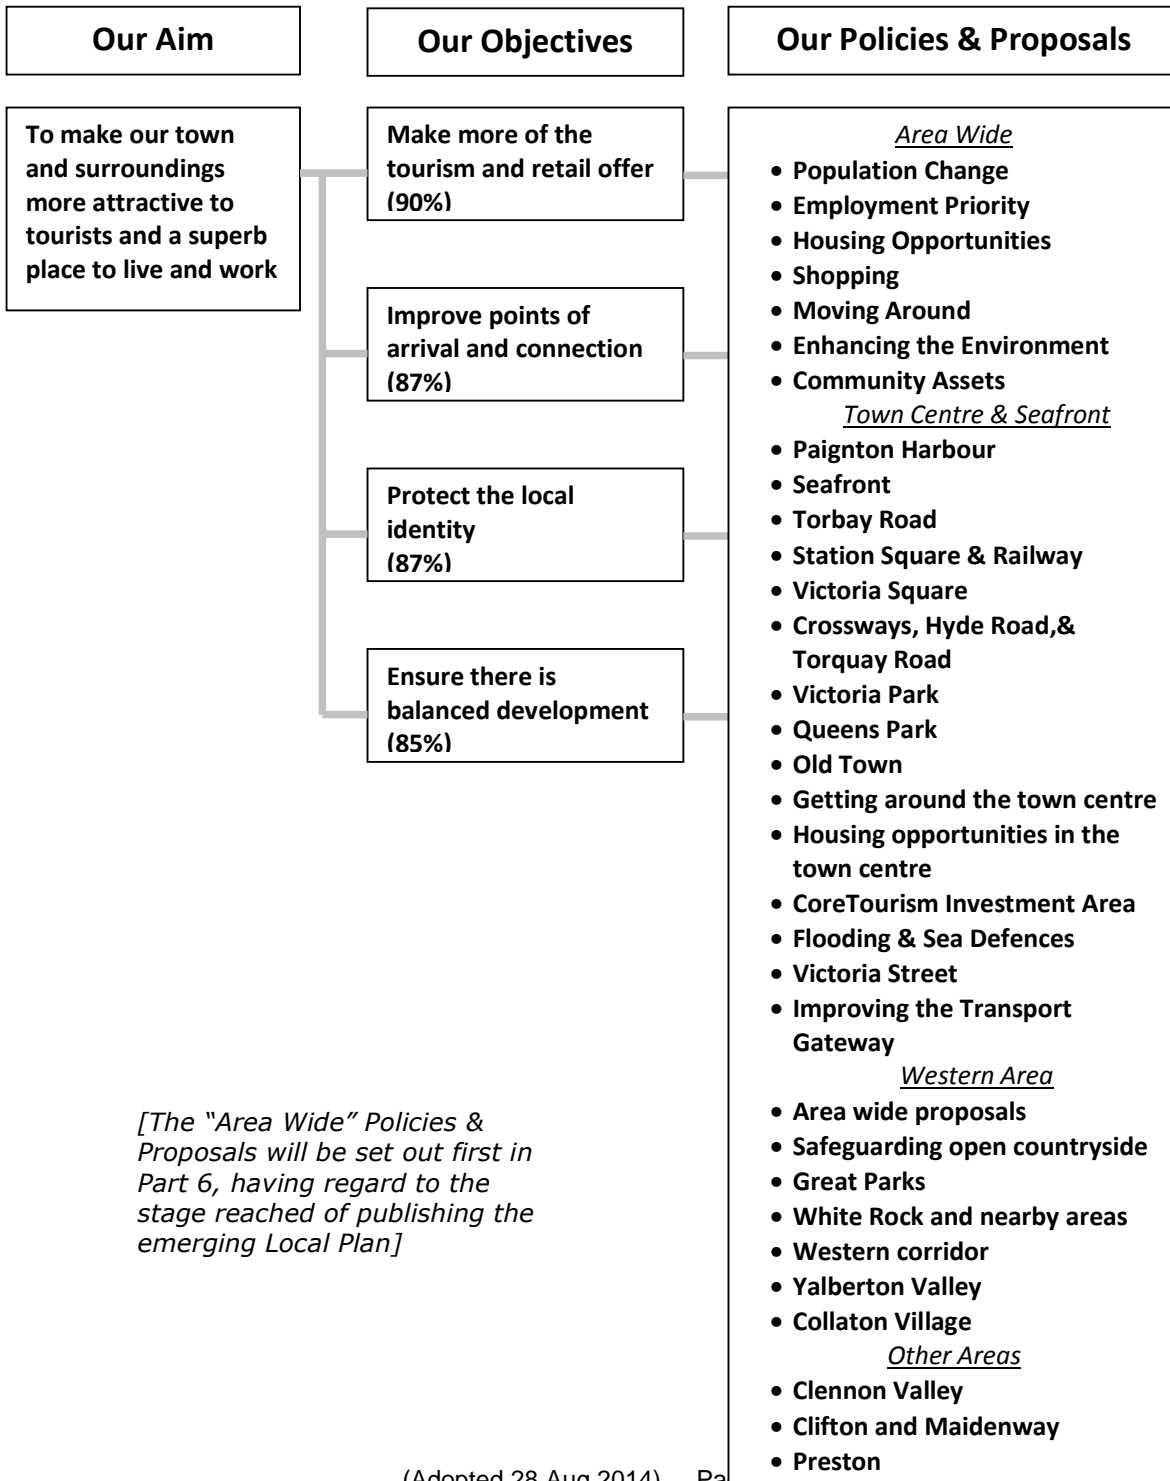 Our Aim
Our Objectives
Our Policies & Proposals
To make our town
and surroundings
more attractive to
tourists and a superb
place to live and work
Make more of the
tourism and retail offer
(90%)
Improve points of
arrival and connection
(87%)
Protect the local
identity
(87%)
Ensure there is
balanced development
(85%)
Area Wide
• Population Change
• Employment Priority
• Housing Opportunities
• Shopping
• Moving Around
• Enhancing the Environment
• Community Assets
Town Centre & Seafront
• Paignton Harbour
• Seafront
• Torbay Road
• Station Square & Railway
• Victoria Square
• Crossways, Hyde Road,&
Torquay Road
• Victoria Park
• Queens Park
• Old Town
• Getting around the town centre
• Housing opportunities in the
town centre
• CoreTourism Investment Area
• Flooding & Sea Defences
• Victoria Street
• Improving the Transport
Gateway
Western Area
• Area wide proposals
• Safeguarding open countryside
• Great Parks
• White Rock and nearby areas
• Western corridor
• Yalberton Valley
• Collaton Village
Other Areas
• Clennon Valley
• Clifton and Maidenway
• Preston
[The “Area Wide” Policies &
Proposals will be set out first in
Part 6, having regard to the
stage reached of publishing the
emerging Local Plan]
(Adopted 28 Aug 2014)